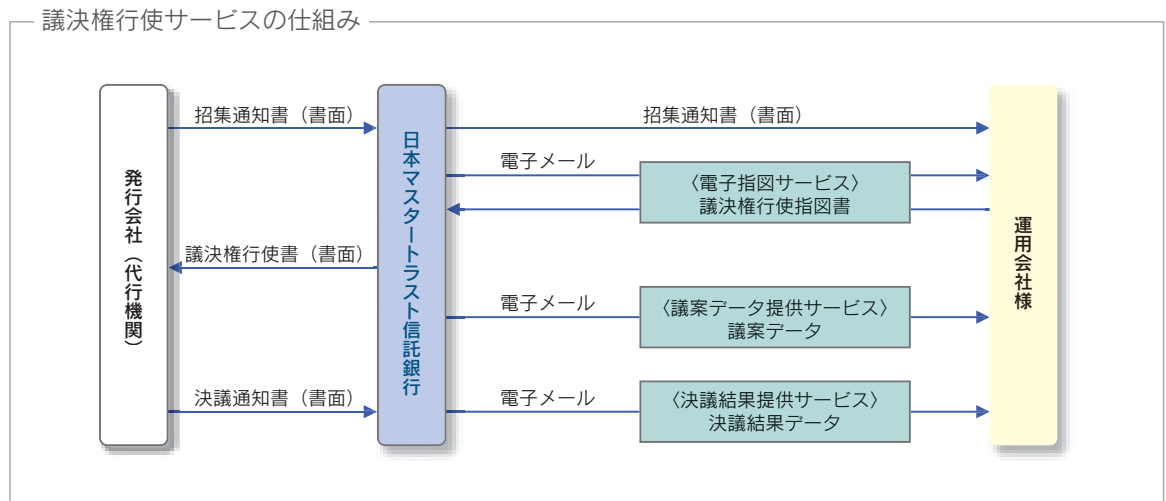 議決権行使サービスの仕組み
発行会社（代行機関）
招集通知書（書面）
議決権行使書（書面）
決議通知書（書面）
日本マスタートラスト信託銀行
招集通知書（書面）
電子メール
〈電子指図サービス〉
議決権行使指図書
電子メール
〈議案データ提供サービス〉
議案データ
電子メール
〈決議結果提供サービス〉
決議結果データ
運用会社様